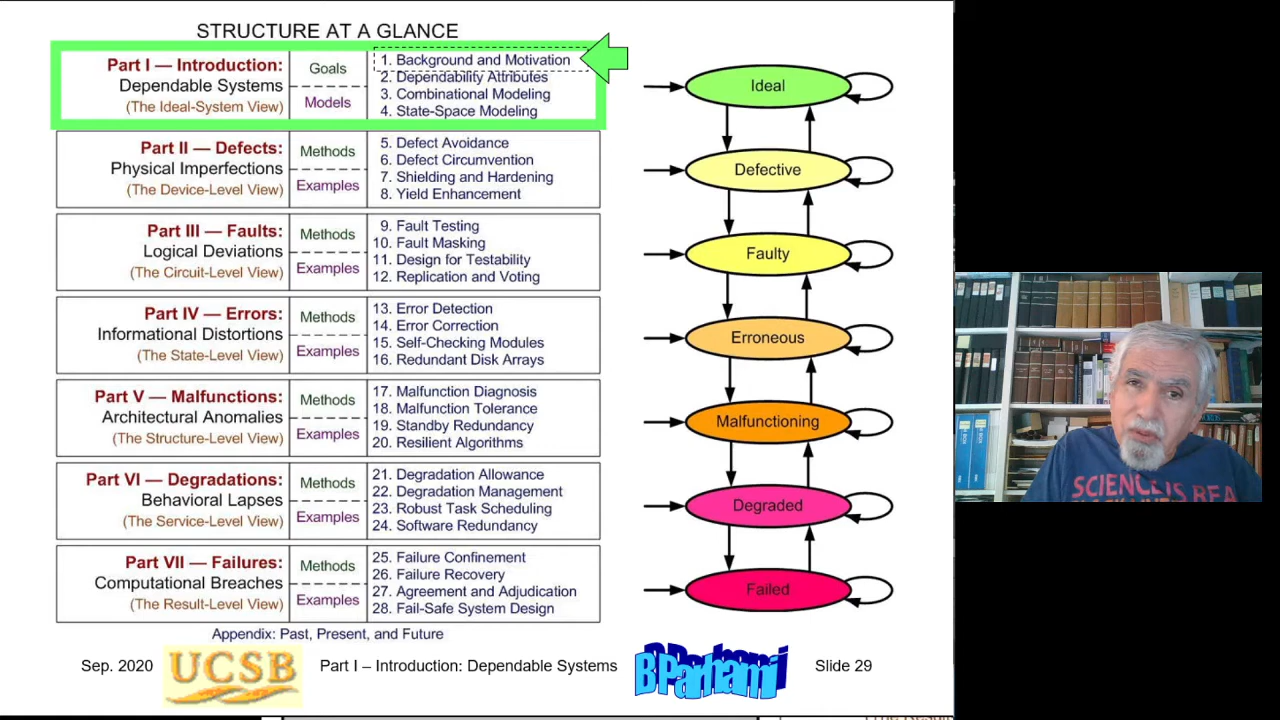 STRUCTURE AT A GLANCE
Part I — Introduction:
Dependable Systems
(The Ideal-System View)
Goals
Models
1. Background and Motivation
2. Dependability Attributes
3. Combinational Modeling
4. State-Space Modeling
Part II — Defects:
Physical Imperfections
(The Device-Level View)
Methods
Examples
5. Defect Avoidance
6. Defect Circumvention
7. Shielding and Hardening
8. Yield Enhancement
Part III — Faults:
Logical Deviations
(The Circuit-Level View)
Methods
Examples
9. Fault Testing
10. Fault Masking
11. Design for Testability
12. Replication and Voting
Part IV — Errors:
Informational Distortions
(The State-Level View)
Methods
Examples
13. Error Detection
14. Error Correction
15. Self-Checking Modules
16. Redundant Disk Arrays
Part V — Malfunctions:
Architectural Anomalies
(The Structure-Level View)
Methods
Examples
17. Malfunction Diagnosis
18. Malfunction Tolerance
19. Standby Redundancy
20. Resilient Algorithms
Part VI — Degradations:
Behavioral Lapses
(The Service-Level View)
Methods
Examples
21. Degradation Allowance
22. Degradation Management
23. Robust Task Scheduling
24. Software Redundancy
Part VII — Failures:
Computational Breaches
(The Result-Level View)
Methods
Examples
25. Failure Confinement
26. Failure Recovery
27. Agreement and Adjudication
28. Fail-Safe System Design
Appendix: Past, Present, and Future
Ideal
Defective
Faulty
Erroneous
Malfunctioning
Degraded
Failed
Sep. 2020
UCSB
Part I – Introduction: Dependable Systems
B Parhami
Slide 29
SCIENCE IS REA